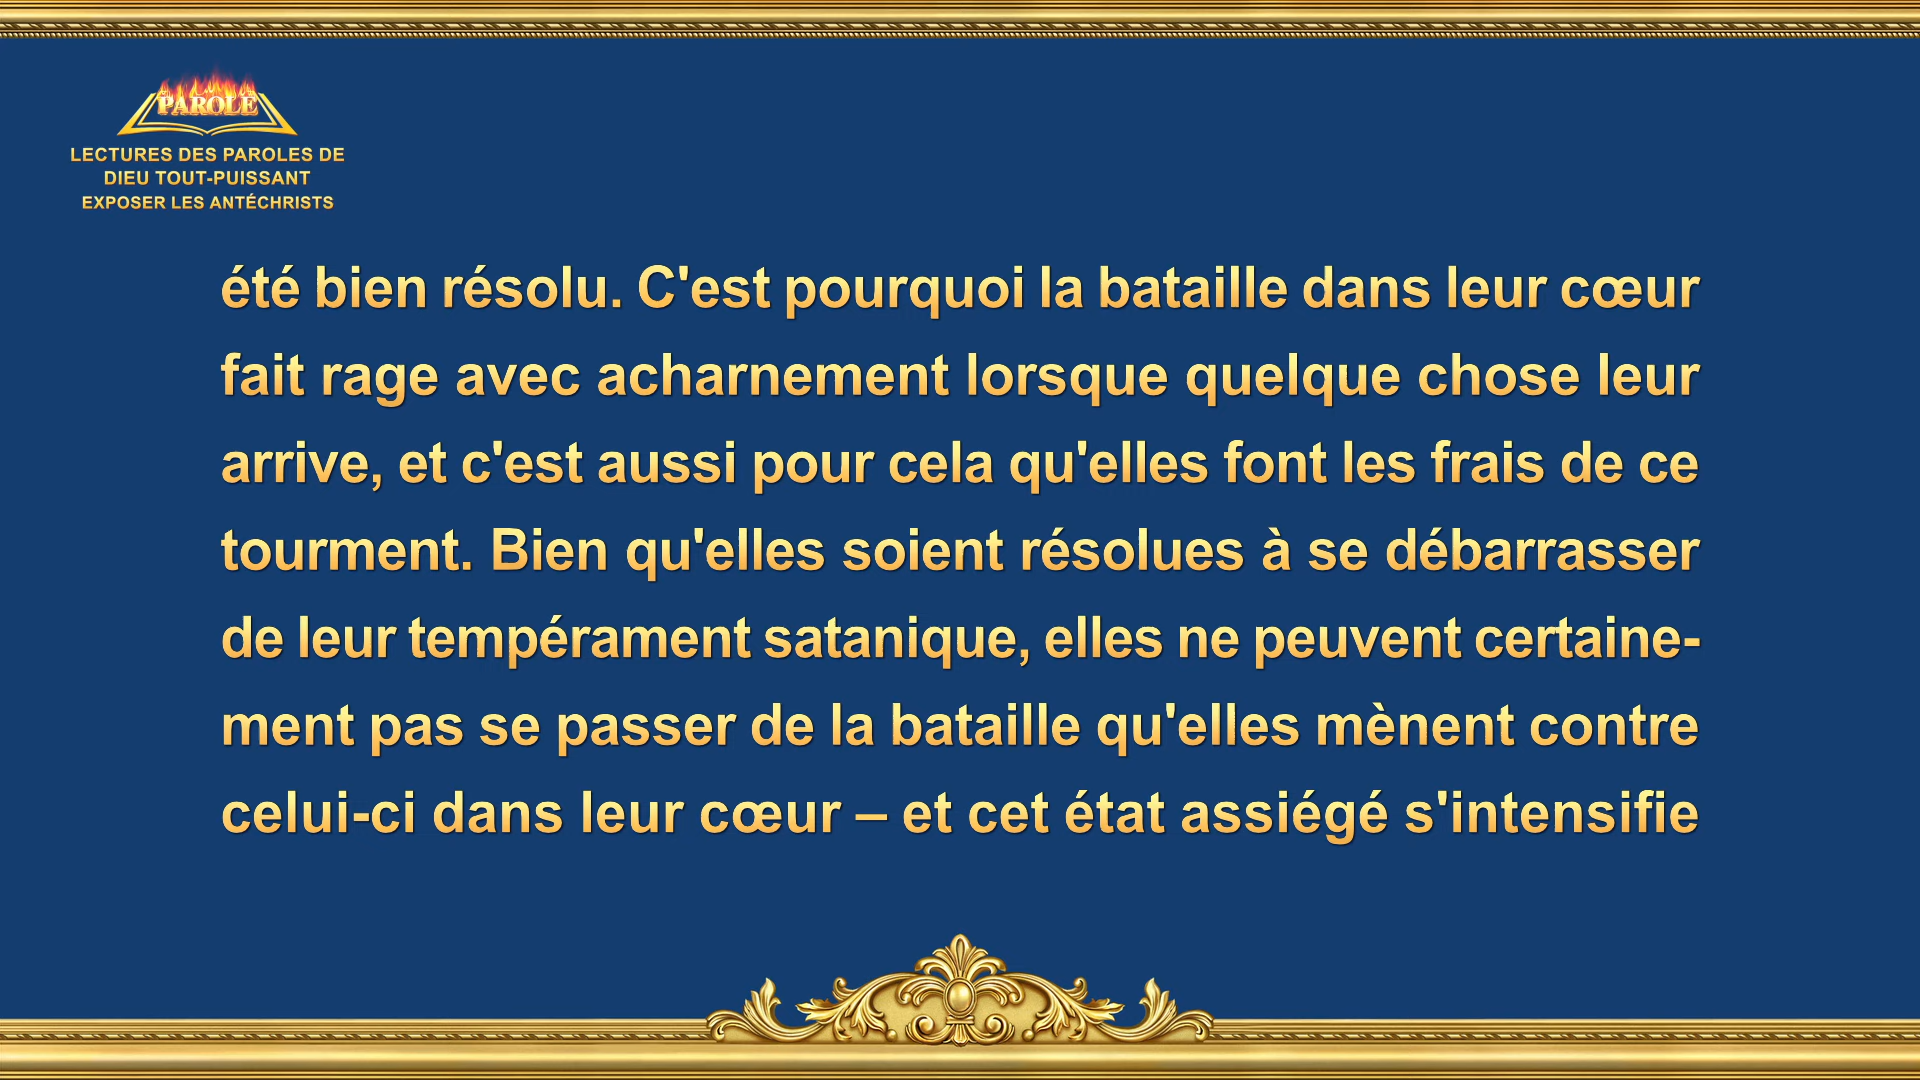 PAROLE
LECTURES DES PAROLES DE
DIEU TOUT-PUISSANT
EXPOSER LES ANTÉCHRISTS
été bien résolu. C'est pourquoi la bataille dans leur cœur
fait rage avec acharnement lorsque quelque chose leur
arrive, et c'est aussi pour cela qu'elles font les frais de ce
tourment. Bien qu'elles soient résolues à se débarrasser
de leur tempérament satanique, elles ne peuvent certaine-
ment pas se passer de la bataille qu'elles mènent contre
celui-ci dans leur cœur – et cet état assiégé s'intensifie